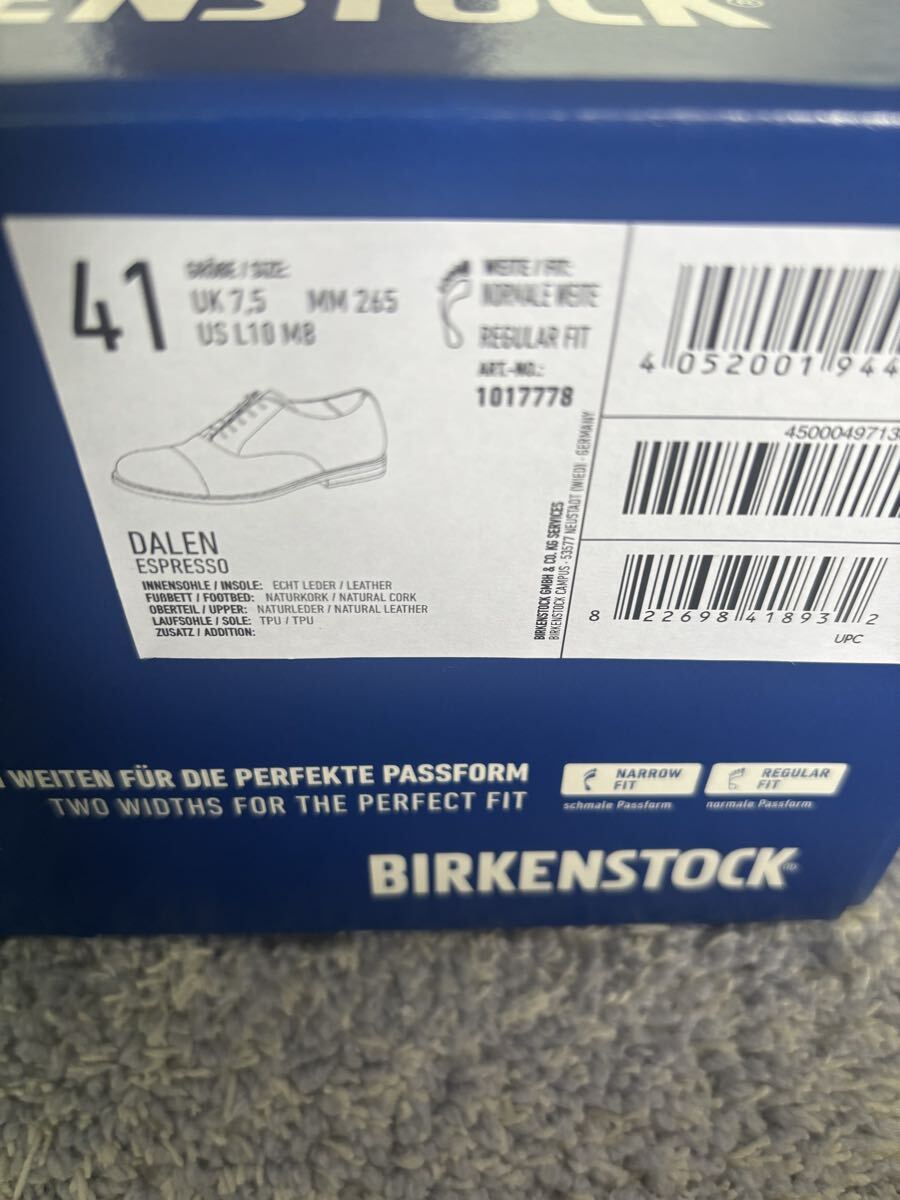 ENSTOCK®
41
GRÖßE / SIZE:
UK 7,5 MM 265
US L10 M8
WEITE / FIT:
NORMALE WEITE
REGULAR FIT
ART.-NO.:
1017778
DALEN
ESPRESSO
INNENSOHLE / INSOLE: ECHT LEDER / LEATHER
FUßBETT / FOOTBED: NATURKORK / NATURAL CORK
OBERTEIL / UPPER: NATURLEDER / NATURAL LEATHER
LAUFSOHLE / SOLE: TPU / TPU
ZUSATZ / ADDITION:
BIRKENSTOCK GMBH & CO. KG SERVICES
BIRKENSTOCK CAMPUS · 53577 NEUSTADT (WIED) · GERMANY
4 052001 944
4500049713
8 22698 41893 2
UPC
WEITEN FÜR DIE PERFEKTE PASSFORM
TWO WIDTHS FOR THE PERFECT FIT
NARROW
FIT
schmale Passform
REGULAR
FIT
normale Passform
BIRKENSTOCK®